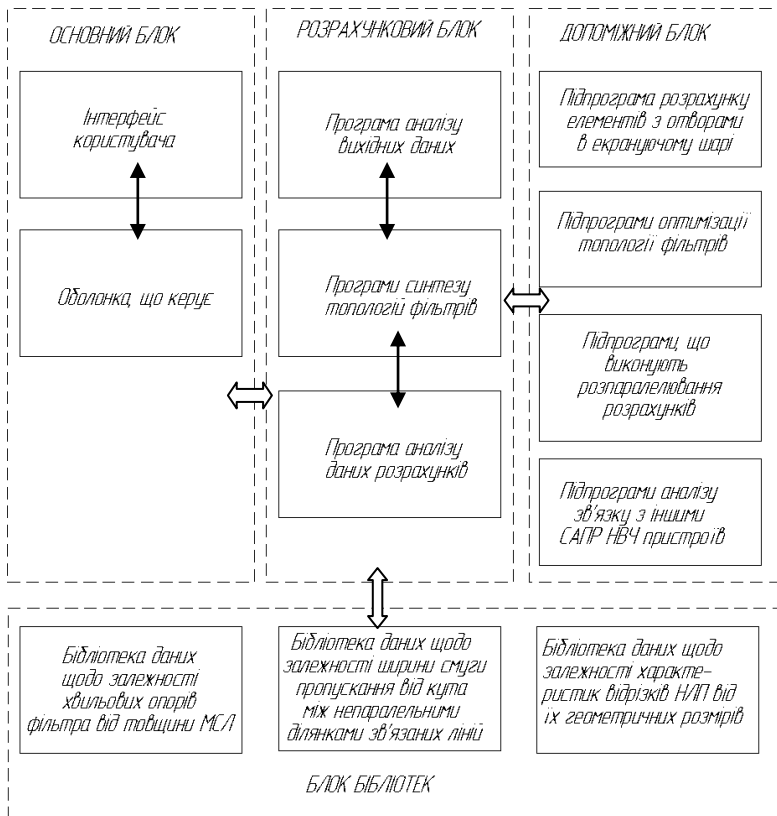 ОСНОВНИЙ БЛОК
Інтерфейс
користувача
Оболонка, що керує
РОЗРАХУНКОВИЙ БЛОК
Програма аналізу
вихідних даних
Програми синтезу
топологій фільтрів
Програма аналізу
даних розрахунків
ДОПОМІЖНИЙ БЛОК
Підпрограма розрахунку
елементів з отворами
в екрануючому шарі
Підпрограми оптимізації
топології фільтрів
Підпрограми, що
виконують
розпаралелювання
розрахунків
Підпрограми аналізу
зв'язку з іншими
САПР НВЧ пристроїв
Бібліотека даних
щодо залежності
хвильових опорів
фільтра від товщини МСЛ
Бібліотека даних щодо
залежності ширини смуги
пропускання від кута
між непаралельними
ділянками зв'язаних ліній
Бібліотека даних щодо
залежності характе-
ристик відрізків НЛП від
їх геометричних розмірів
БЛОК БІБЛІОТЕК